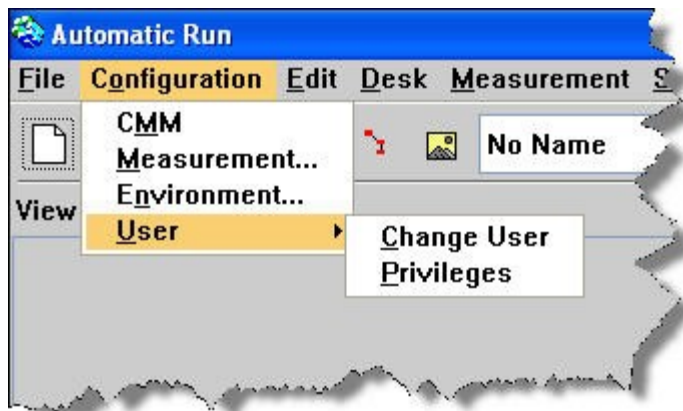 Automatic Run
File Configuration Edit Desk Measurement S
CMM
Measurement...
No Name
Environment...
View
User
Change User
Privileges